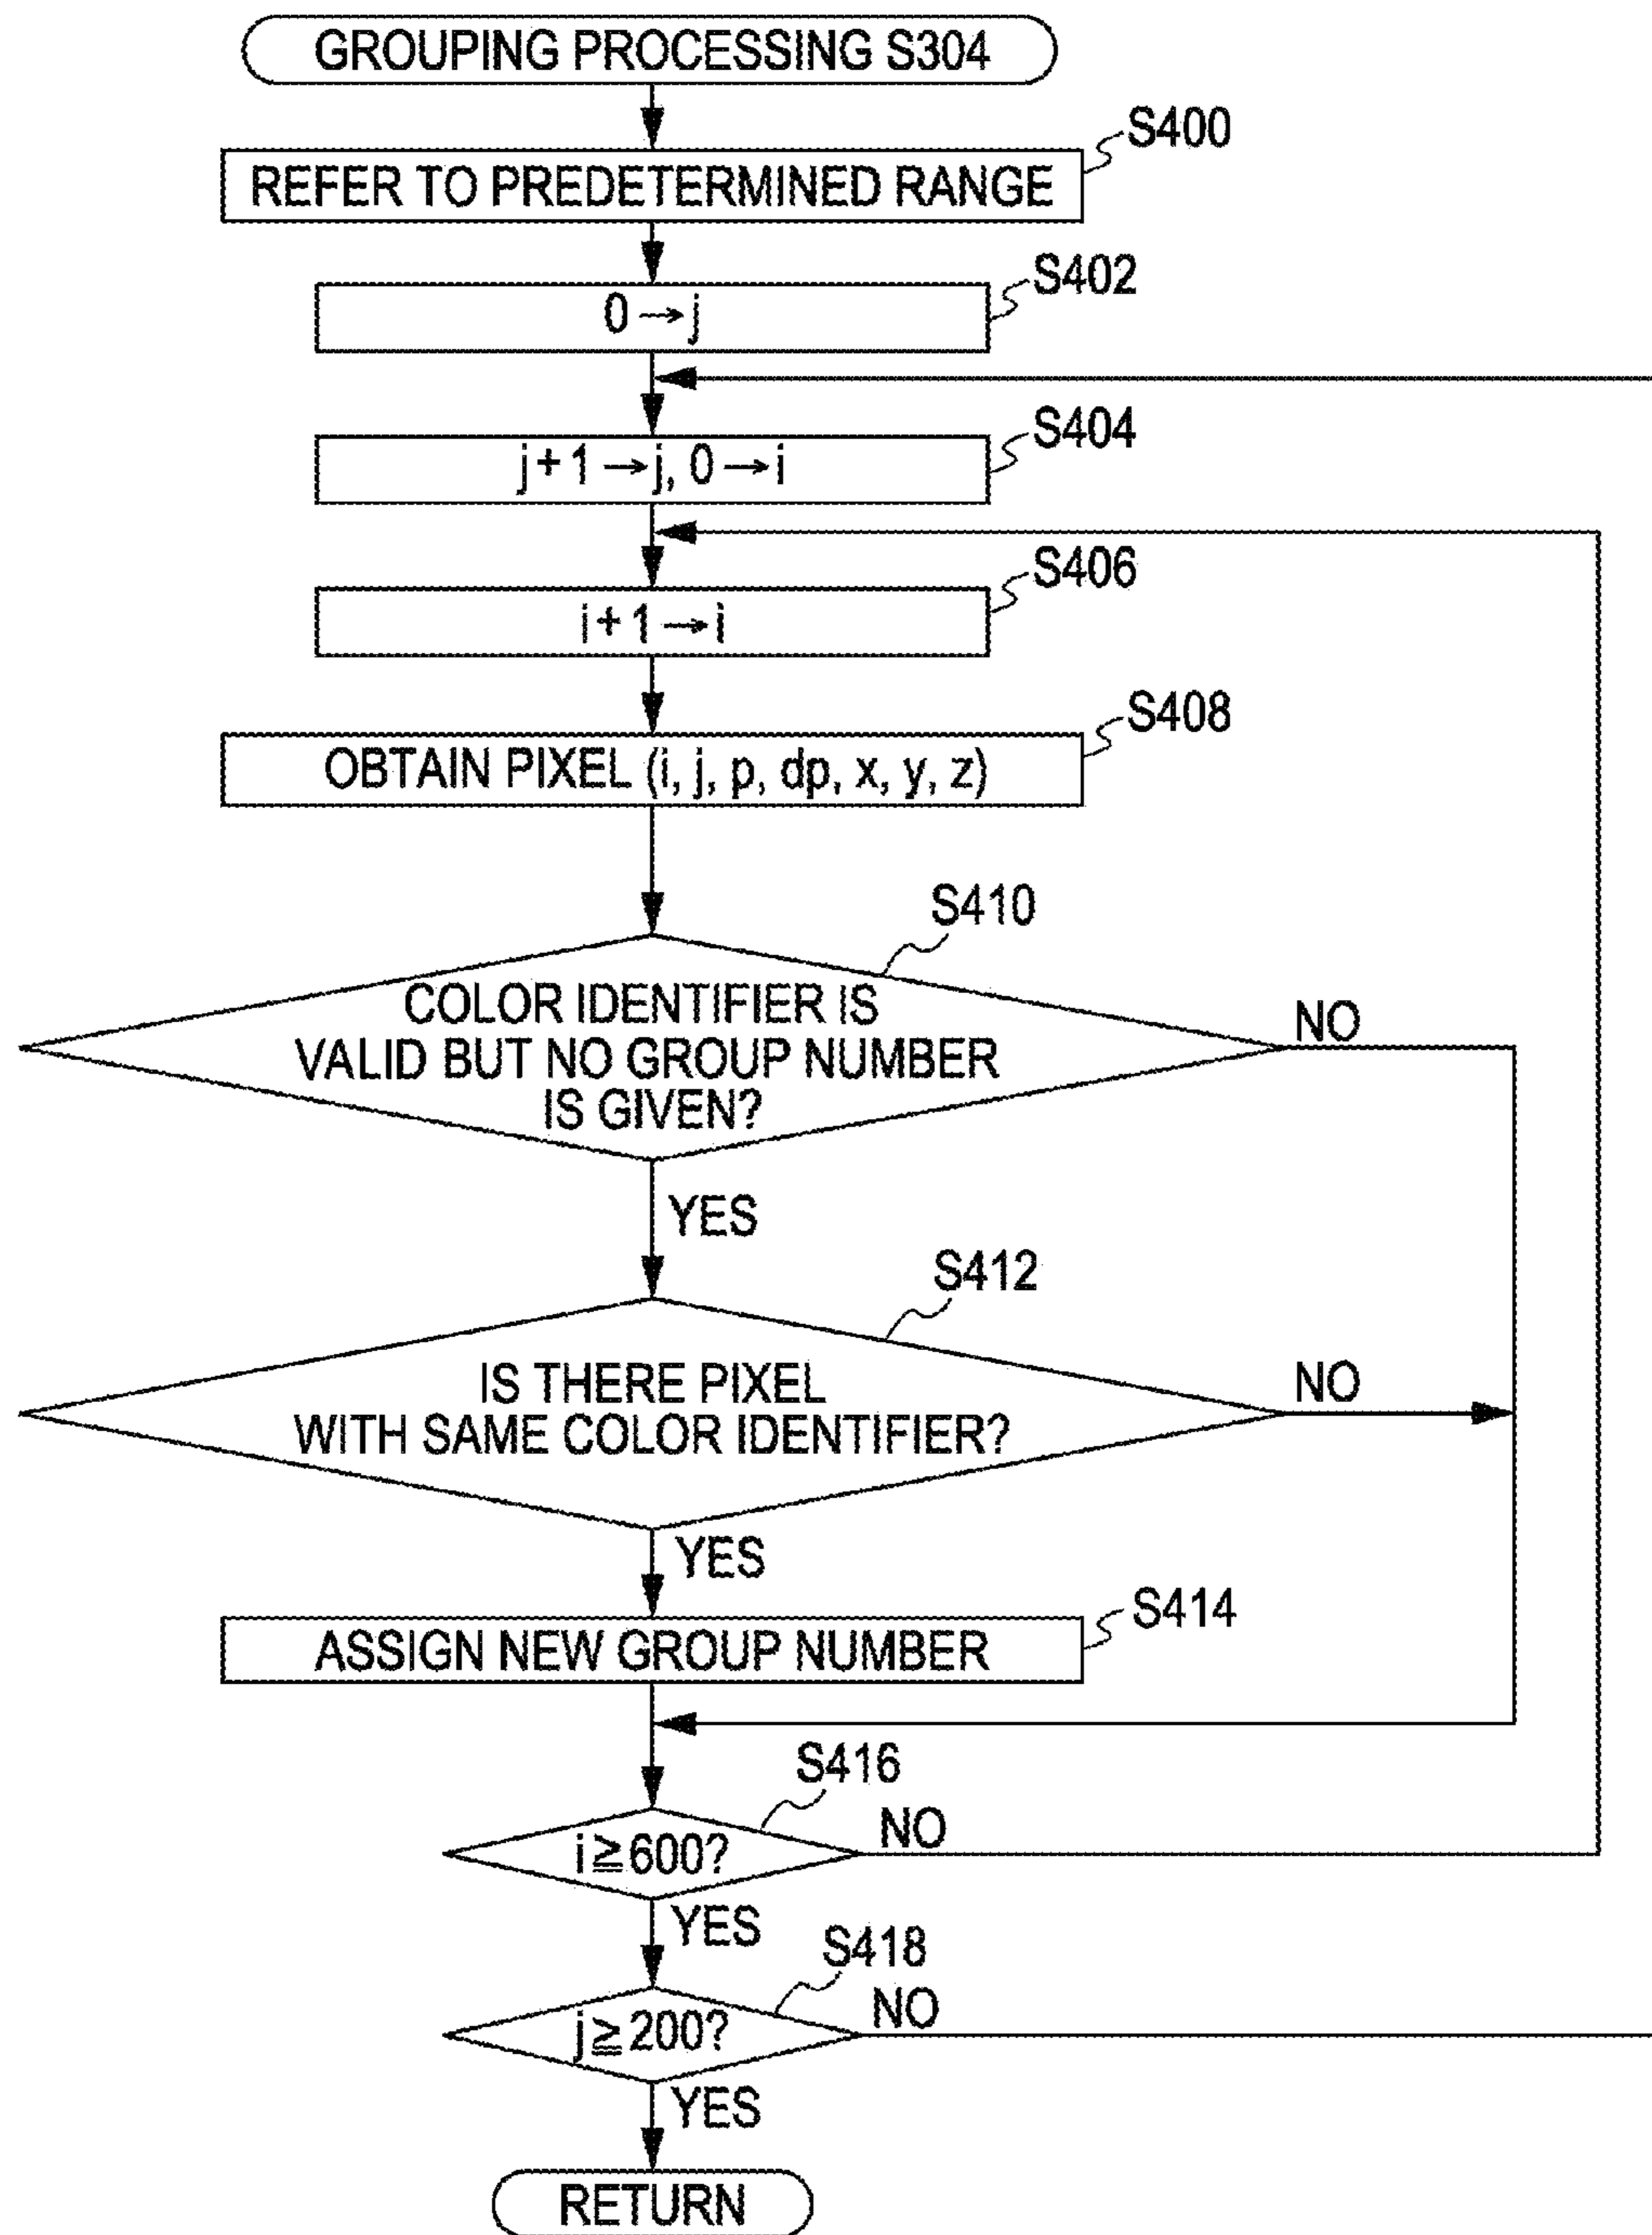 GROUPING PROCESSING S304
S400
REFER TO PREDETERMINED RANGE
S402
0→j
S404
j+1→j, 0→i
S406
i+1→i
S408
OBTAIN PIXEL (i, j, p, dp, x, y, z)
S410
COLOR IDENTIFIER IS
VALID BUT NO GROUP NUMBER
IS GIVEN?
NO
YES
S412
IS THERE PIXEL
WITH SAME COLOR IDENTIFIER?
NO
YES
S414
ASSIGN NEW GROUP NUMBER
S416
i≧600?
NO
YES
S418
j≧200?
NO
YES
RETURN